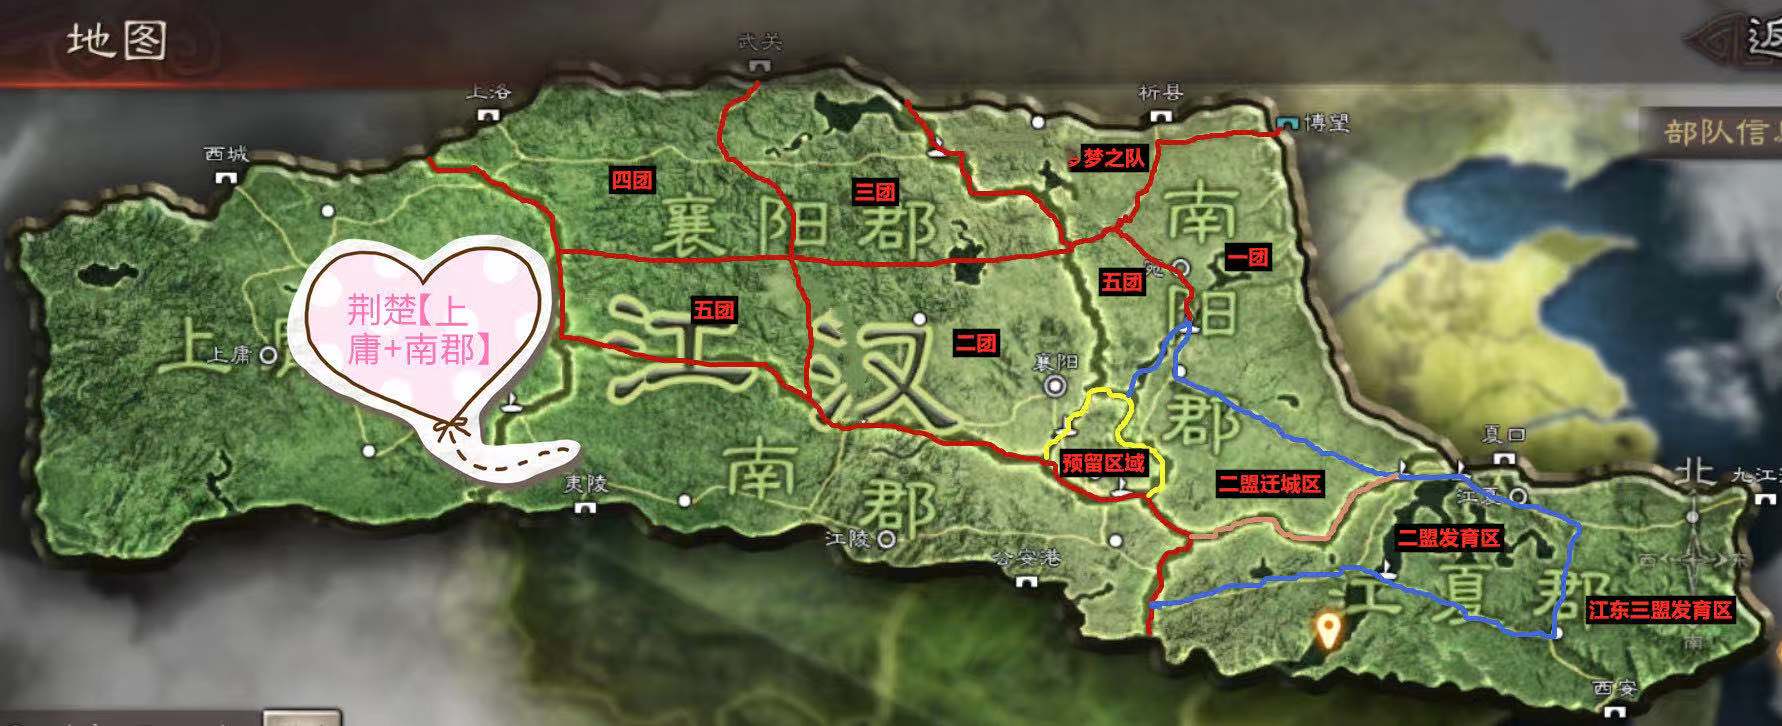 地图
返
武关
上洛
析县
博望
部队信
西城
四团
三团
梦之队
襄阳郡
南阳郡
一团
五团
荆楚【上
庸+南郡】
上庸
五团
江汉
二团
襄阳
预留区域
二盟迁城区
夏口
北
九江
江夏
夷陵
南郡
江陵
公安港
二盟发育区
西
东
江夏郡
江东三盟发育区
南
西安